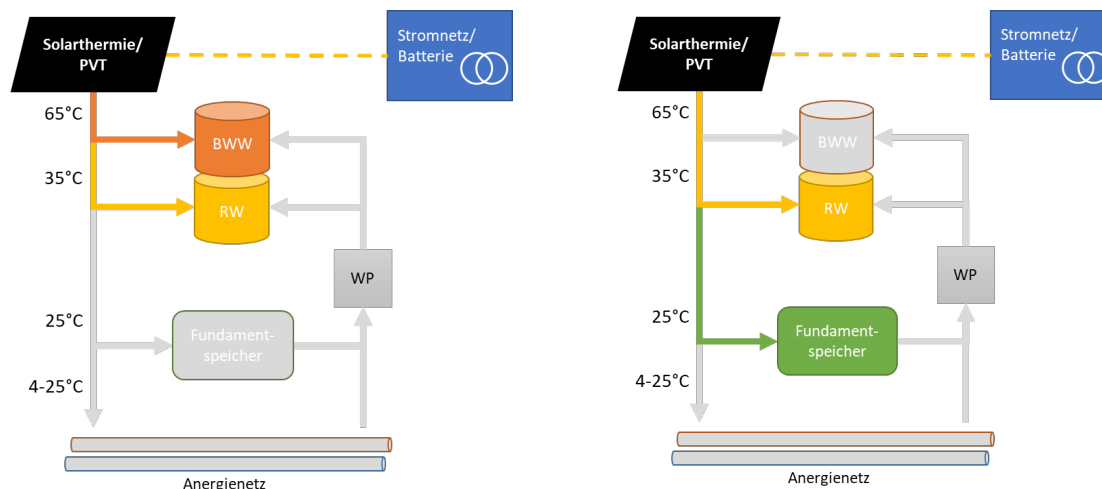 Solarthermie/
PVT
Stromnetz/
Batterie
65°C
BWW
35°C
RW
WP
25°C
Fundament-
speicher
4-25°C
Anergienetz
Solarthermie/
PVT
Stromnetz/
Batterie
65°C
BWW
35°C
RW
WP
25°C
Fundament-
speicher
4-25°C
Anergienetz